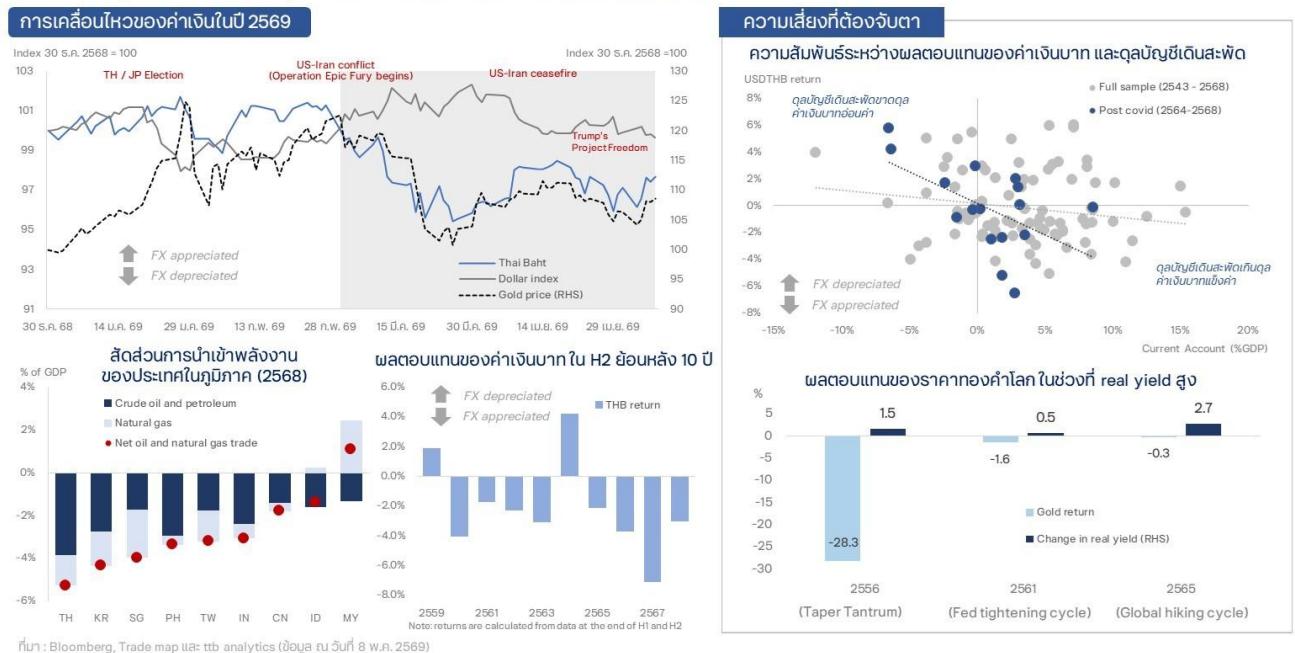 การเคลื่อนไหวของค่าเงินในปี 2569
Index 30 ธ.ค. 2568 = 100
Index 30 ธ.ค. 2568 =100
103
101
99
97
95
93
91
130
125
120
115
110
105
100
95
90
TH / JP Election
US-Iran conflict
(Operation Epic Fury begins)
US-Iran ceasefire
Trump's
Project Freedom
FX appreciated
FX depreciated
Thai Baht
Dollar index
Gold price (RHS)
30 ธ.ค. 68
14 ม.ค. 69
29 ม.ค. 69
13 ก.พ. 69
28 ก.พ. 69
15 มี.ค. 69
30 มี.ค. 69
14 เม.ย. 69
29 เม.ย. 69
สัดส่วนการนำเข้าพลังงาน
ของประเทศในภูมิภาค (2568)
% of GDP
4%
2%
0%
-2%
-4%
-6%
Crude oil and petroleum
Natural gas
Net oil and natural gas trade
TH
KR
SG
PH
TW
IN
CN
ID
MY
ผลตอบแทนของค่าเงินบาท ใน H2 ย้อนหลัง 10 ปี
6.0%
4.0%
2.0%
0.0%
-2.0%
-4.0%
-6.0%
-8.0%
FX depreciated
FX appreciated
THB return
2559
2561
2563
2565
2567
Note: returns are calculated from data at the end of H1 and H2
ความเสี่ยงที่ต้องจับตา
ความสัมพันธ์ระหว่างผลตอบแทนของค่าเงินบาท และดุลบัญชีเดินสะพัด
USDTHB return
8%
6%
4%
2%
0%
-2%
-4%
-6%
-8%
ดุลบัญชีเดินสะพัดขาดดุล
ค่าเงินบาทอ่อนค่า
Full sample (2543 - 2568)
Post covid (2564-2568)
ดุลบัญชีเดินสะพัดเกินดุล
ค่าเงินบาทแข็งค่า
FX depreciated
FX appreciated
-15%
-10%
-5%
0%
5%
10%
15%
20%
Current Account (%GDP)
ผลตอบแทนของราคาทองคำโลก ในช่วงที่ real yield สูง
%
5
0
-5
-10
-15
-20
-25
-30
1.5
0.5
2.7
-28.3
-1.6
-0.3
Gold return
Change in real yield (RHS)
2556
2561
2565
(Taper Tantrum)
(Fed tightening cycle)
(Global hiking cycle)
ที่มา : Bloomberg, Trade map และ ttb analytics (ข้อมูล ณ วันที่ 8 พ.ค. 2569)